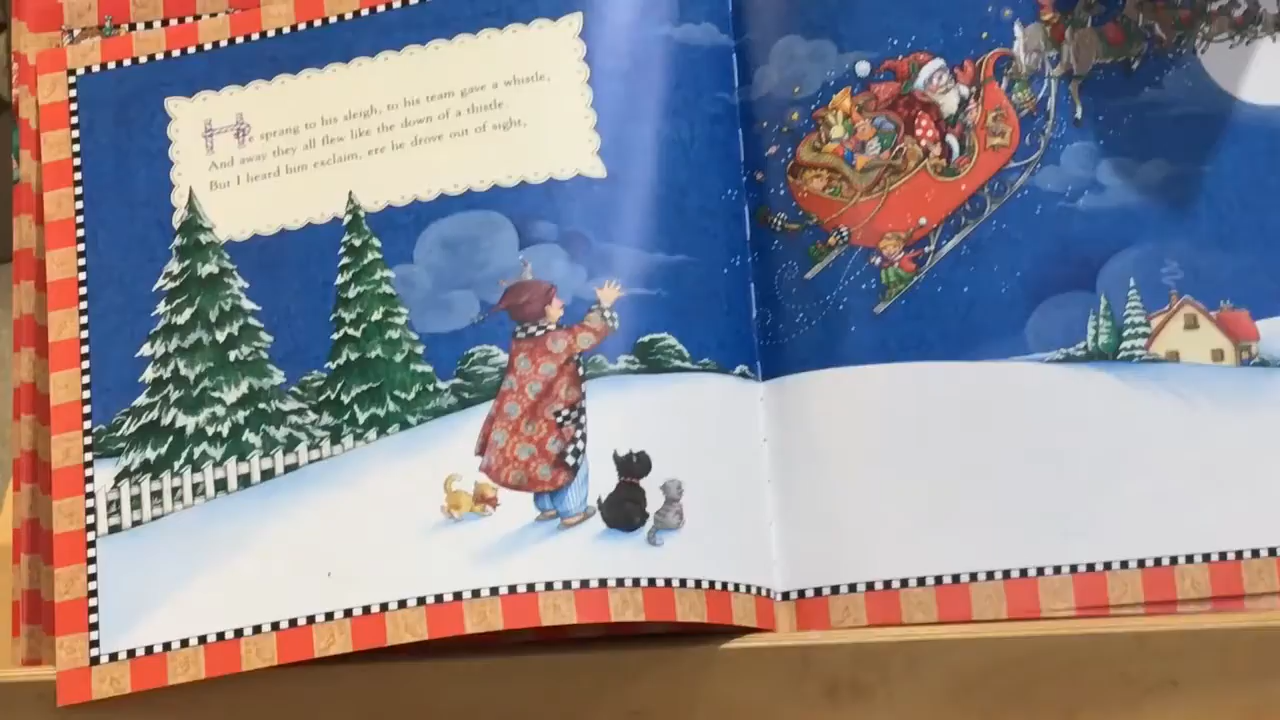 He sprang to his sleigh, to his team gave a whistle,
And away they all flew like the down of a thistle.
But I heard him exclaim, ere he drove out of sight,